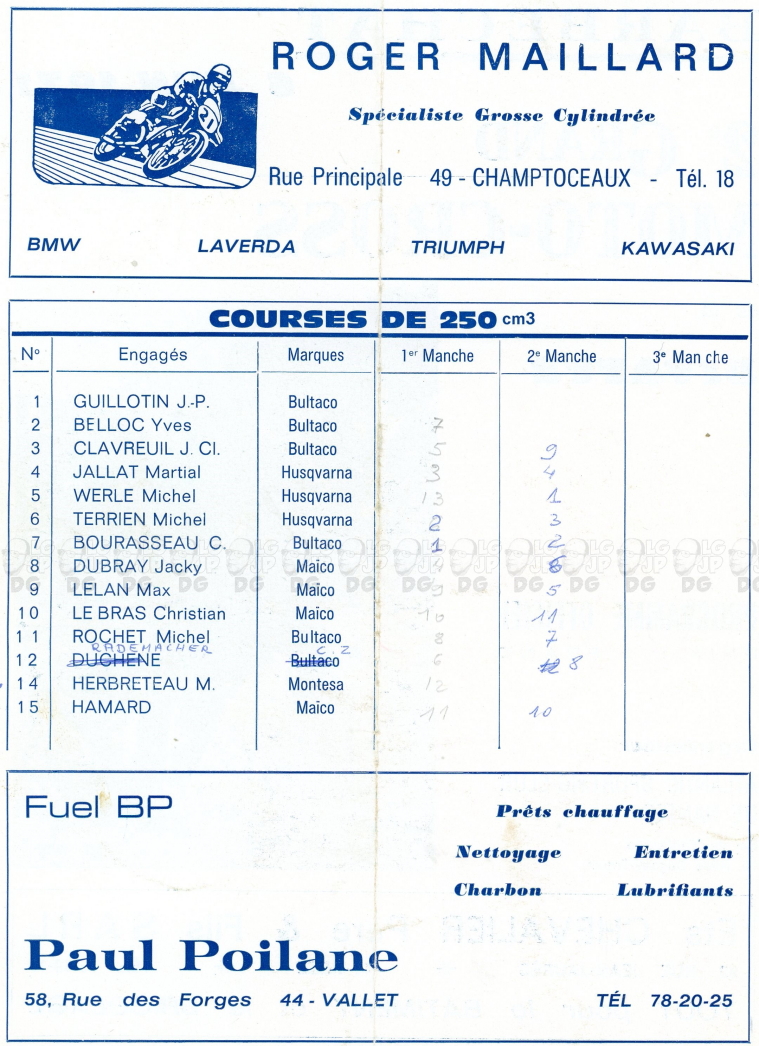 ROGER MAILLARD
21
Spécialiste Grosse Cylindrée
Rue Principale 49 - CHAMPTOCEAUX - Tél. 18
BMW LAVERDA TRIUMPH KAWASAKI
COURSES DE 250 cm3
N° Engagés Marques 1er Manche 2e Manche 3e Manche
1 GUILLOTIN J.-P. Bultaco
2 BELLOC Yves Bultaco 7
3 CLAVREUIL J. Cl. Bultaco 5 9
4 JALLAT Martial Husqvarna 3 4
5 WERLE Michel Husqvarna 13 1
6 TERRIEN Michel Husqvarna 2 3
7 BOURASSEAU C. Bultaco 1 2
8 DUBRAY Jacky Maico 6
9 LELAN Max Maico 5
10 LE BRAS Christian Maico 10 11
11 ROCHET Michel Bultaco 8 7
RADEMACHER C.Z
12 DUCHENE Bultaco 6 12 8
14 HERBRETEAU M. Montesa 12
15 HAMARD Maico 11 10
Fuel BP
Prêts chauffage
Nettoyage Entretien
Charbon Lubrifiants
Paul Poilane
58, Rue des Forges 44 - VALLET TÉL 78-20-25